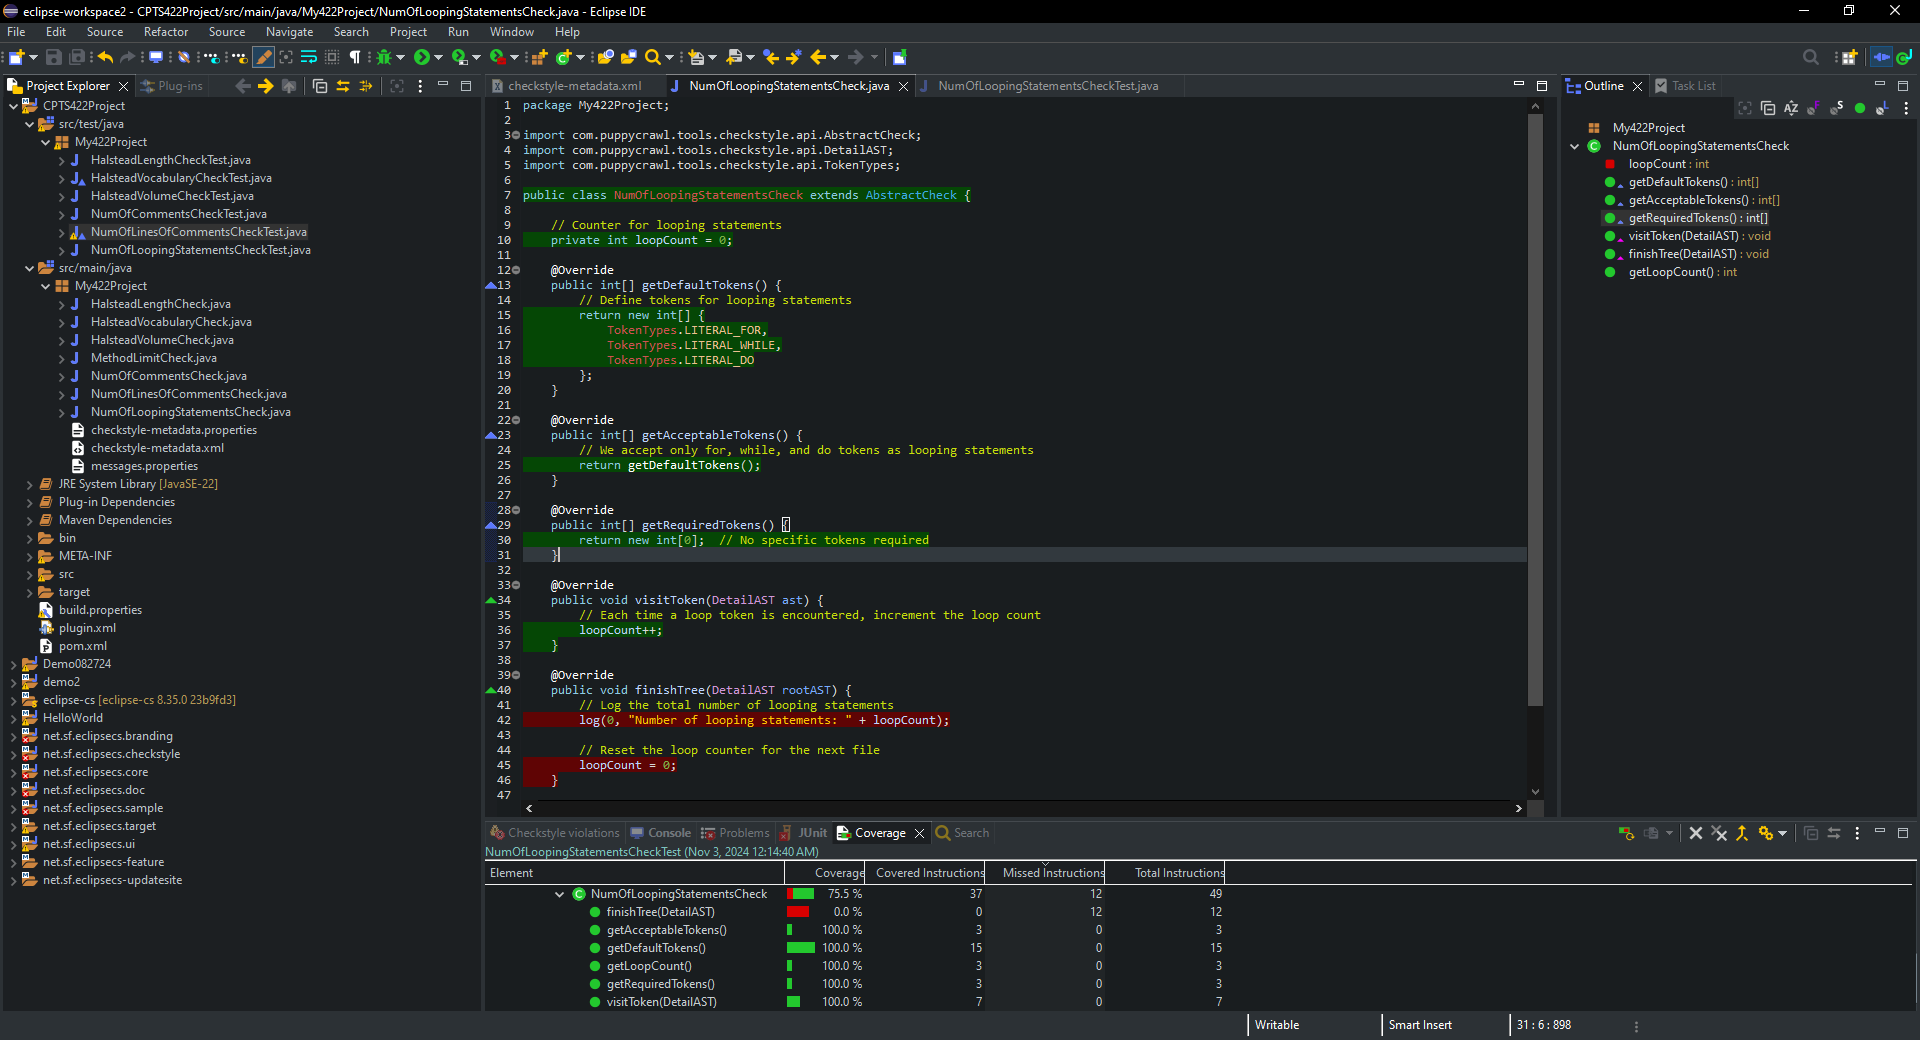 eclipse-workspace2 - CPTS422Project/src/main/java/My422Project/NumOfLoopingStatementsCheck.java - Eclipse IDE
File Edit Source Refactor Source Navigate Search Project Run Window Help
Project Explorer
Plug-ins
CPTS422Project
src/test/java
My422Project
HalsteadLengthCheckTest.java
HalsteadVocabularyCheckTest.java
HalsteadVolumeCheckTest.java
NumOfCommentsCheckTest.java
NumOfLinesOfCommentsCheckTest.java
NumOfLoopingStatementsCheckTest.java
src/main/java
My422Project
HalsteadLengthCheck.java
HalsteadVocabularyCheck.java
HalsteadVolumeCheck.java
MethodLimitCheck.java
NumOfCommentsCheck.java
NumOfLinesOfCommentsCheck.java
NumOfLoopingStatementsCheck.java
checkstyle-metadata.properties
checkstyle-metadata.xml
messages.properties
JRE System Library [JavaSE-22]
Plug-in Dependencies
Maven Dependencies
bin
META-INF
src
target
build.properties
plugin.xml
pom.xml
Demo082724
demo2
eclipse-cs [eclipse-cs 8.35.0 23b9fd3]
HelloWorld
net.sf.eclipsecs.branding
net.sf.eclipsecs.checkstyle
net.sf.eclipsecs.core
net.sf.eclipsecs.doc
net.sf.eclipsecs.sample
net.sf.eclipsecs.target
net.sf.eclipsecs.ui
net.sf.eclipsecs-feature
net.sf.eclipsecs-updatesite
checkstyle-metadata.xml
NumOfLoopingStatementsCheck.java
NumOfLoopingStatementsCheckTest.java
1 package My422Project;
2
3 import com.puppycrawl.tools.checkstyle.api.AbstractCheck;
4 import com.puppycrawl.tools.checkstyle.api.DetailAST;
5 import com.puppycrawl.tools.checkstyle.api.TokenTypes;
6
7 public class NumOfLoopingStatementsCheck extends AbstractCheck {
8
9 // Counter for looping statements
10 private int loopCount = 0;
11
12 @Override
13 public int[] getDefaultTokens() {
14 // Define tokens for looping statements
15 return new int[] {
16 TokenTypes.LITERAL_FOR,
17 TokenTypes.LITERAL_WHILE,
18 TokenTypes.LITERAL_DO
19 };
20 }
21
22 @Override
23 public int[] getAcceptableTokens() {
24 // We accept only for, while, and do tokens as looping statements
25 return getDefaultTokens();
26 }
27
28 @Override
29 public int[] getRequiredTokens() {
30 return new int[0]; // No specific tokens required
31 }
32
33 @Override
34 public void visitToken(DetailAST ast) {
35 // Each time a loop token is encountered, increment the loop count
36 loopCount++;
37 }
38
39 @Override
40 public void finishTree(DetailAST rootAST) {
41 // Log the total number of looping statements
42 log(0, "Number of looping statements: " + loopCount);
43
44 // Reset the loop counter for the next file
45 loopCount = 0;
46 }
47
Outline
Task List
My422Project
NumOfLoopingStatementsCheck
loopCount : int
getDefaultTokens() : int[]
getAcceptableTokens() : int[]
getRequiredTokens() : int[]
visitToken(DetailAST) : void
finishTree(DetailAST) : void
getLoopCount() : int
Checkstyle violations Console Problems JUnit Coverage Search
NumOfLoopingStatementsCheckTest (Nov 3, 2024 12:14:40 AM)
Element Coverage Covered Instructions Missed Instructions Total Instructions
NumOfLoopingStatementsCheck 75.5 % 37 12 49
finishTree(DetailAST) 0.0 % 0 12 12
getAcceptableTokens() 100.0 % 3 0 3
getDefaultTokens() 100.0 % 15 0 15
getLoopCount() 100.0 % 3 0 3
getRequiredTokens() 100.0 % 3 0 3
visitToken(DetailAST) 100.0 % 7 0 7
Writable
Smart Insert
31 : 6 : 898